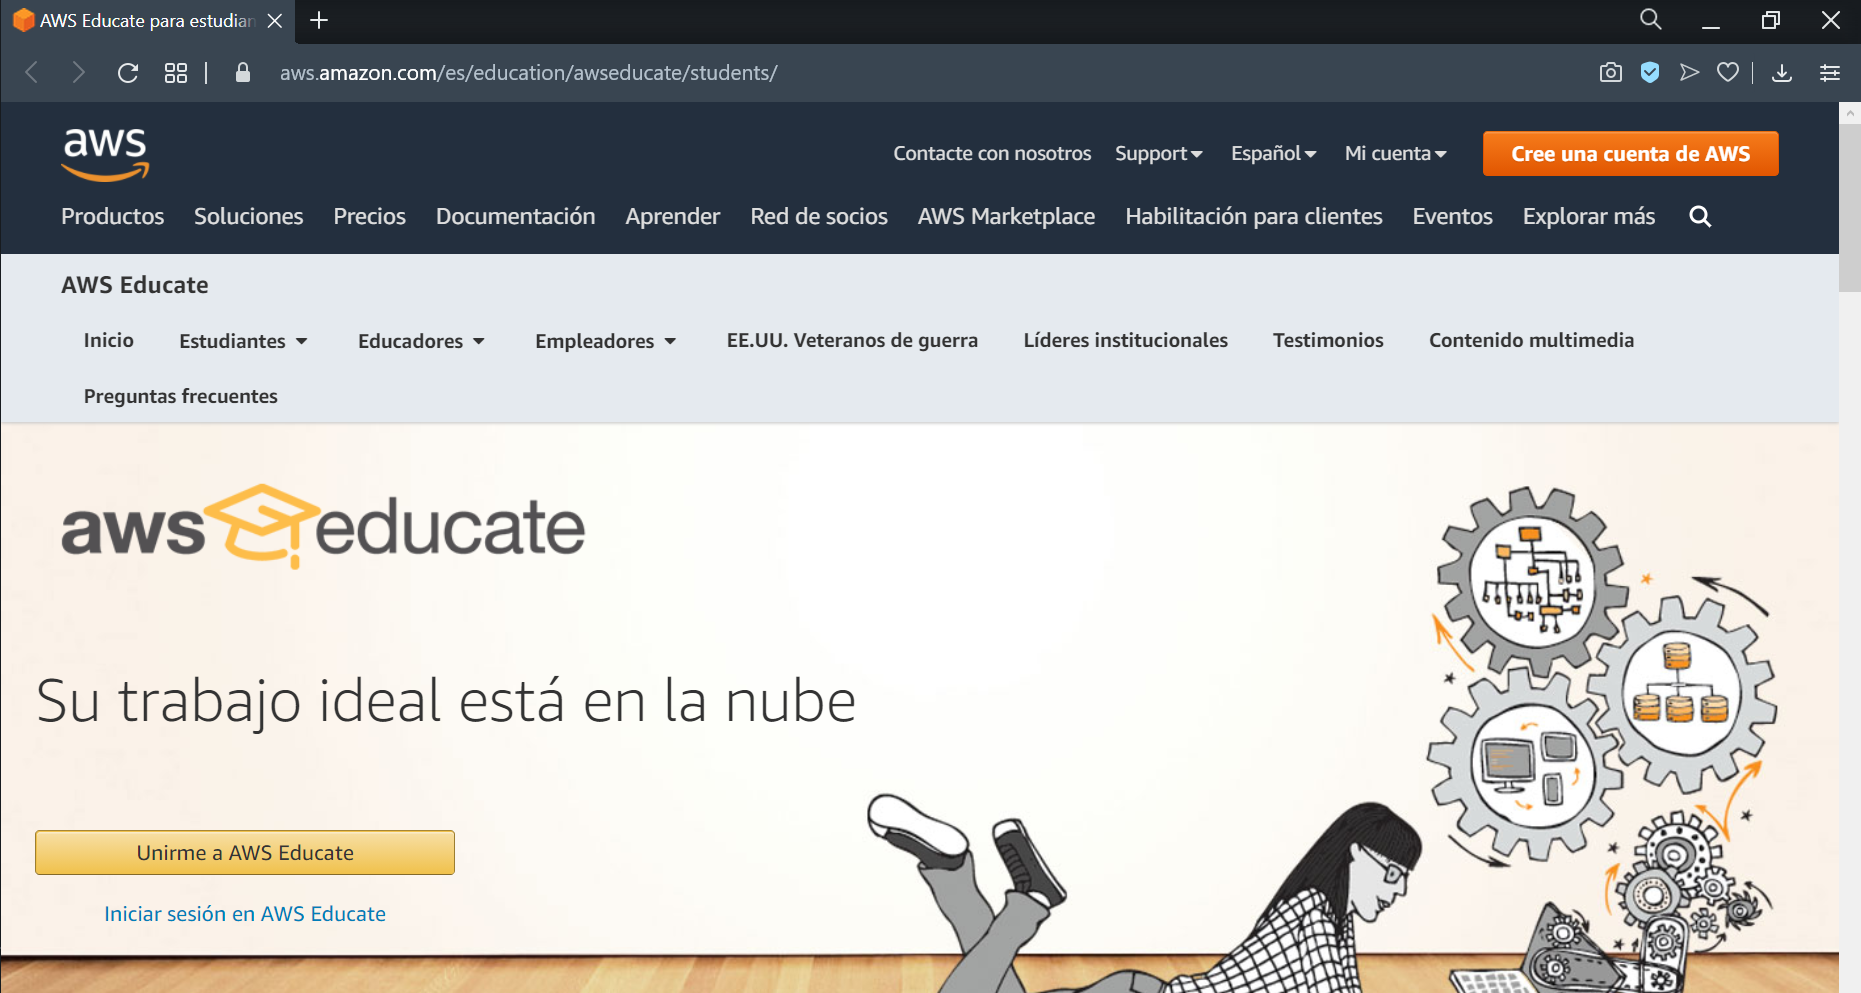 AWS Educate para estudian
aws.amazon.com/es/education/awseducate/students/
aws
Contacte con nosotros Support Español Mi cuenta Cree una cuenta de AWS
Productos Soluciones Precios Documentación Aprender Red de socios AWS Marketplace Habilitación para clientes Eventos Explorar más
AWS Educate
Inicio Estudiantes Educadores Empleadores EE.UU. Veteranos de guerra Líderes institucionales Testimonios Contenido multimedia
Preguntas frecuentes
aws educate
Su trabajo ideal está en la nube
Unirme a AWS Educate
Iniciar sesión en AWS Educate